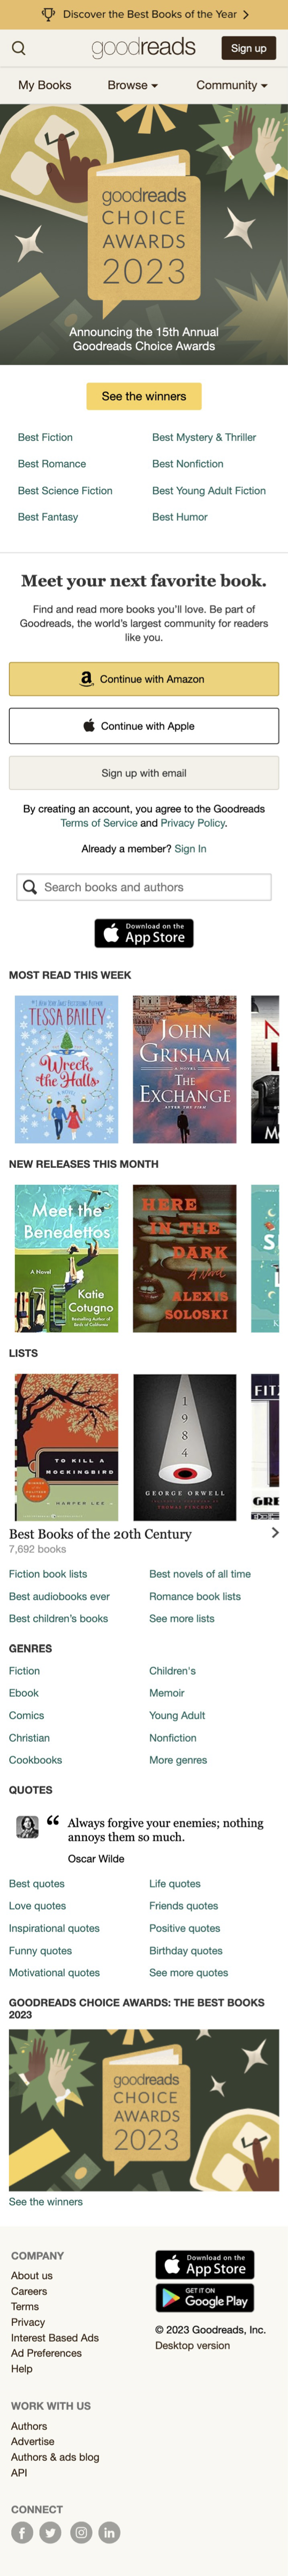 Discover the Best Books of the Year
goodreads
Sign up
My Books
Browse
Community
goodreads
CHOICE
AWARDS
2023
Announcing the 15th Annual
Goodreads Choice Awards
See the winners
Best Fiction
Best Mystery & Thriller
Best Romance
Best Nonfiction
Best Science Fiction
Best Young Adult Fiction
Best Fantasy
Best Humor
Meet your next favorite book.
Find and read more books you'll love. Be part of
Goodreads, the world's largest community for readers
like you.
Continue with Amazon
Continue with Apple
Sign up with email
By creating an account, you agree to the Goodreads
Terms of Service and Privacy Policy.
Already a member? Sign In
Search books and authors
Download on the
App Store
MOST READ THIS WEEK
TESSA BAILEY
Wreck
the Halls
JOHN
GRISHAM
A NOVEL
THE
EXCHANGE
AFTER THE FIRM
NEW RELEASES THIS MONTH
Meet the
Benedettos
A Novel
Katie
Cotugno
Bestselling Author of
Birds of California
HERE
IN THE
DARK
A Novel
ALEXIS
SOLOSKI
LISTS
TO KILL A
MOCKINGBIRD
HARPER LEE
1
9
8
4
GEORGE ORWELL
FIT
GRE
Best Books of the 20th Century
7,692 books
Fiction book lists
Best novels of all time
Best audiobooks ever
Romance book lists
Best children's books
See more lists
GENRES
Fiction
Children's
Ebook
Memoir
Comics
Young Adult
Christian
Nonfiction
Cookbooks
More genres
QUOTES
“ Always forgive your enemies; nothing
annoys them so much.
Oscar Wilde
Best quotes
Life quotes
Love quotes
Friends quotes
Inspirational quotes
Positive quotes
Funny quotes
Birthday quotes
Motivational quotes
See more quotes
GOODREADS CHOICE AWARDS: THE BEST BOOKS
2023
goodreads
CHOICE
AWARDS
2023
See the winners
COMPANY
About us
Careers
Terms
Privacy
Interest Based Ads
Ad Preferences
Help
Download on the
App Store
GET IT ON
Google Play
© 2023 Goodreads, Inc.
Desktop version
WORK WITH US
Authors
Advertise
Authors & ads blog
API
CONNECT